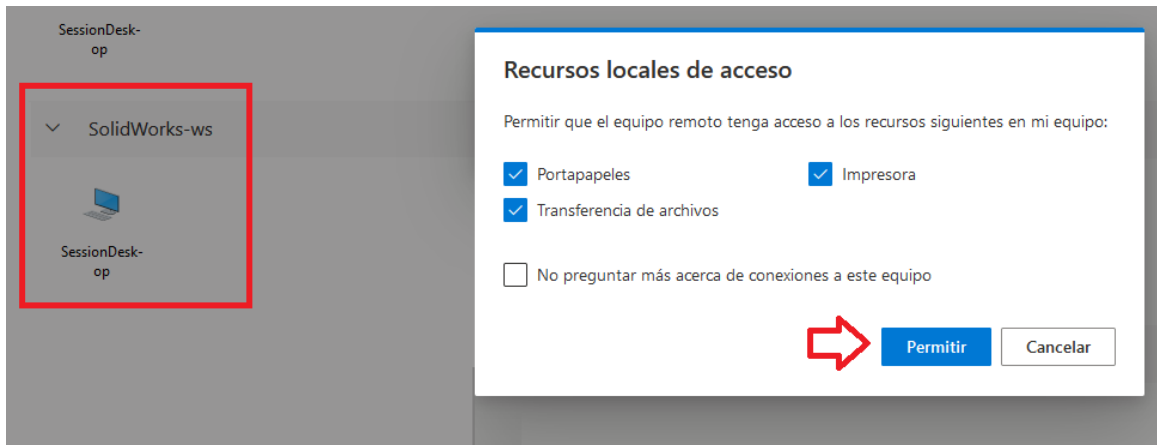 SessionDesk-
op
SolidWorks-ws
SessionDesk-
op
Recursos locales de acceso
Permitir que el equipo remoto tenga acceso a los recursos siguientes en mi equipo:
Portapapeles
Impresora
Transferencia de archivos
No preguntar más acerca de conexiones a este equipo
Permitir
Cancelar